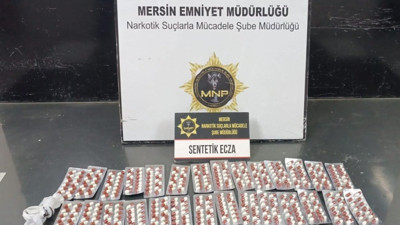 MERSİN EMNİYET MÜDÜRLÜĞÜ
Narkotik Suçlarla Mücadele Şube Müdürlüğü
MNP
MERSİN
NARKOTİK SUÇLARLA MÜCADELE
ŞUBE MÜDÜRLÜĞÜ
SENTETİK ECZA